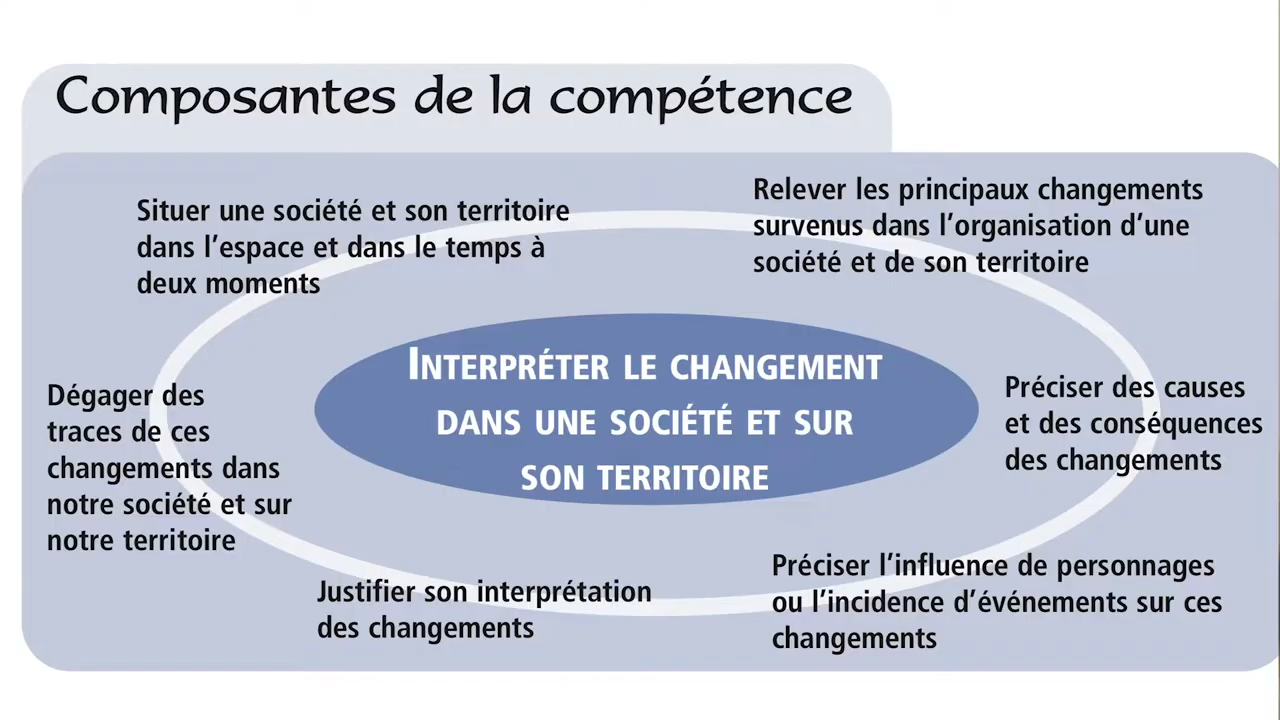 Composantes de la compétence
Situer une société et son territoire
dans l’espace et dans le temps à
deux moments
Relever les principaux changements
survenus dans l’organisation d’une
société et de son territoire
INTERPRÉTER LE CHANGEMENT
DANS UNE SOCIÉTÉ ET SUR
SON TERRITOIRE
Préciser des causes
et des conséquences
des changements
Dégager des
traces de ces
changements dans
notre société et sur
notre territoire
Justifier son interprétation
des changements
Préciser l’influence de personnages
ou l’incidence d’événements sur ces
changements